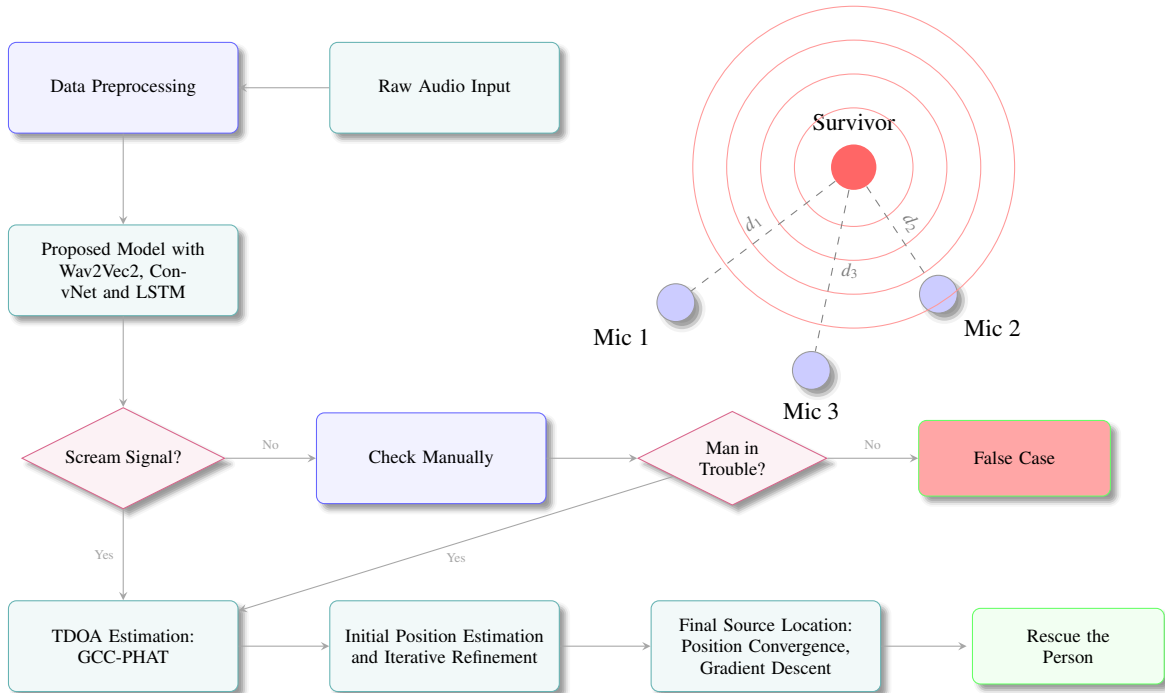 Data Preprocessing
Raw Audio Input
Survivor
d₁
d₂
d₃
Mic 1
Mic 2
Mic 3
Proposed Model with
Wav2Vec2, Con-
vNet and LSTM
Scream Signal?
No
Check Manually
Man in
Trouble?
No
False Case
Yes
Yes
TDOA Estimation:
GCC-PHAT
Initial Position Estimation
and Iterative Refinement
Final Source Location:
Position Convergence,
Gradient Descent
Rescue the
Person